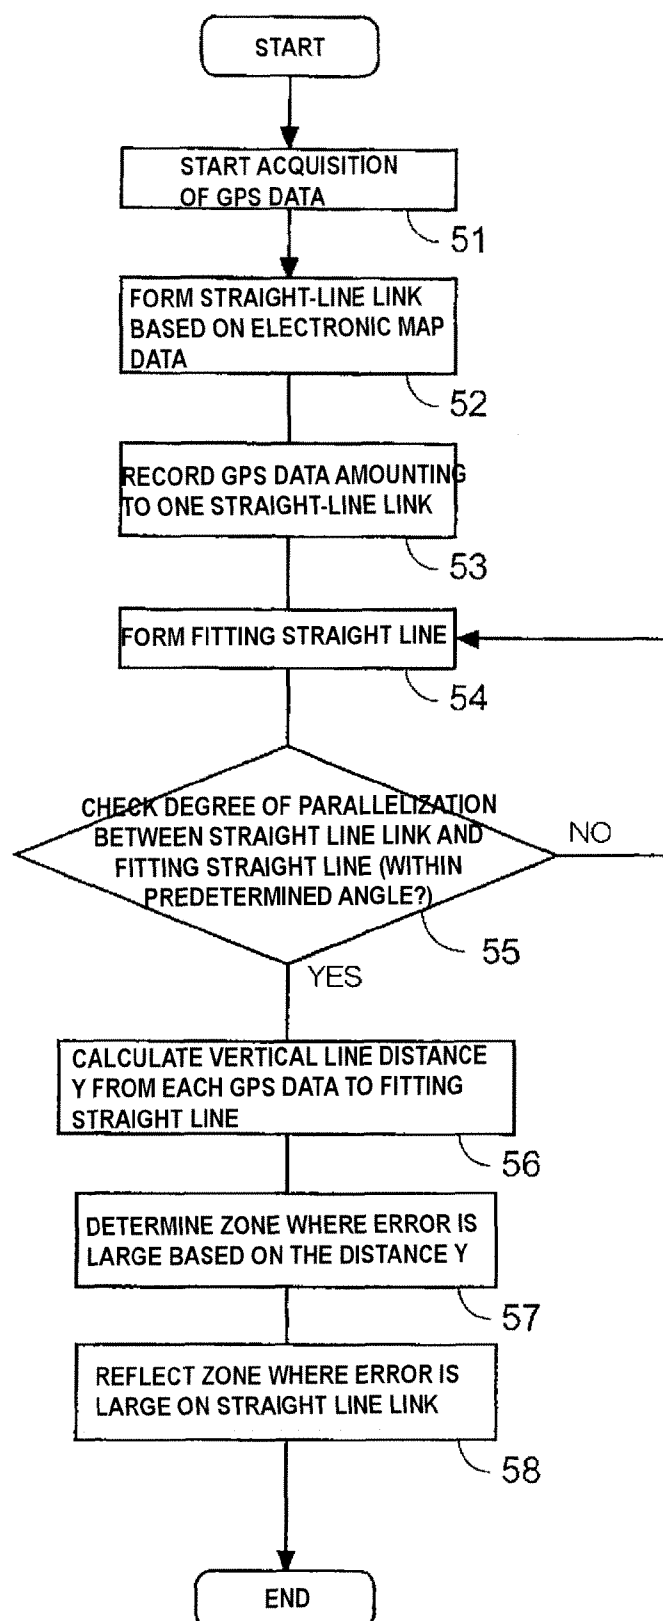 START
START ACQUISITION
OF GPS DATA
51
FORM STRAIGHT-LINE LINK
BASED ON ELECTRONIC MAP
DATA
52
RECORD GPS DATA AMOUNTING
TO ONE STRAIGHT-LINE LINK
53
FORM FITTING STRAIGHT LINE
54
CHECK DEGREE OF PARALLELIZATION
BETWEEN STRAIGHT LINE LINK AND
FITTING STRAIGHT LINE (WITHIN
PREDETERMINED ANGLE?)
NO
55
YES
CALCULATE VERTICAL LINE DISTANCE
Y FROM EACH GPS DATA TO FITTING
STRAIGHT LINE
56
DETERMINE ZONE WHERE ERROR IS
LARGE BASED ON THE DISTANCE Y
57
REFLECT ZONE WHERE ERROR IS
LARGE ON STRAIGHT LINE LINK
58
END